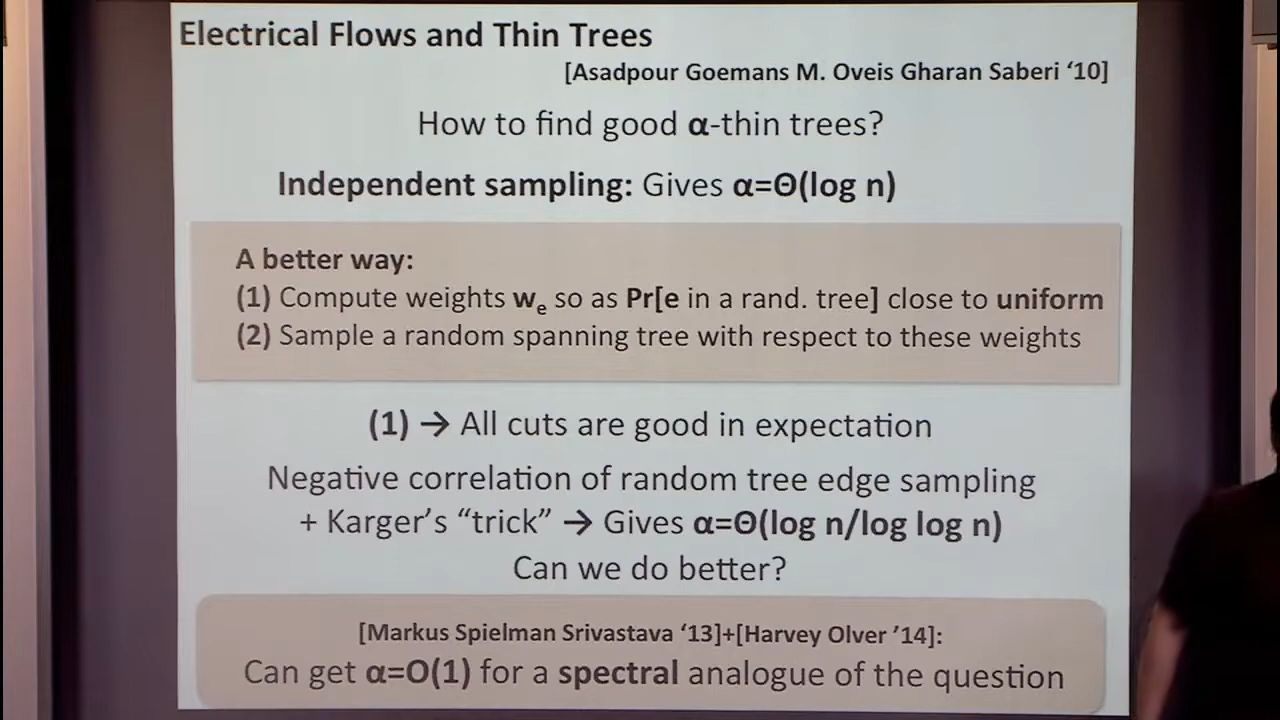 Electrical Flows and Thin Trees
[Asadpour Goemans M. Oveis Gharan Saberi ‘10]
How to find good α-thin trees?
Independent sampling: Gives α=Θ(log n)
A better way:
(1) Compute weights wₑ so as Pr[e in a rand. tree] close to uniform
(2) Sample a random spanning tree with respect to these weights
(1) → All cuts are good in expectation
Negative correlation of random tree edge sampling
+ Karger’s “trick” → Gives α=Θ(log n/log log n)
Can we do better?
[Markus Spielman Srivastava ‘13]+[Harvey Olver ’14]:
Can get α=O(1) for a spectral analogue of the question